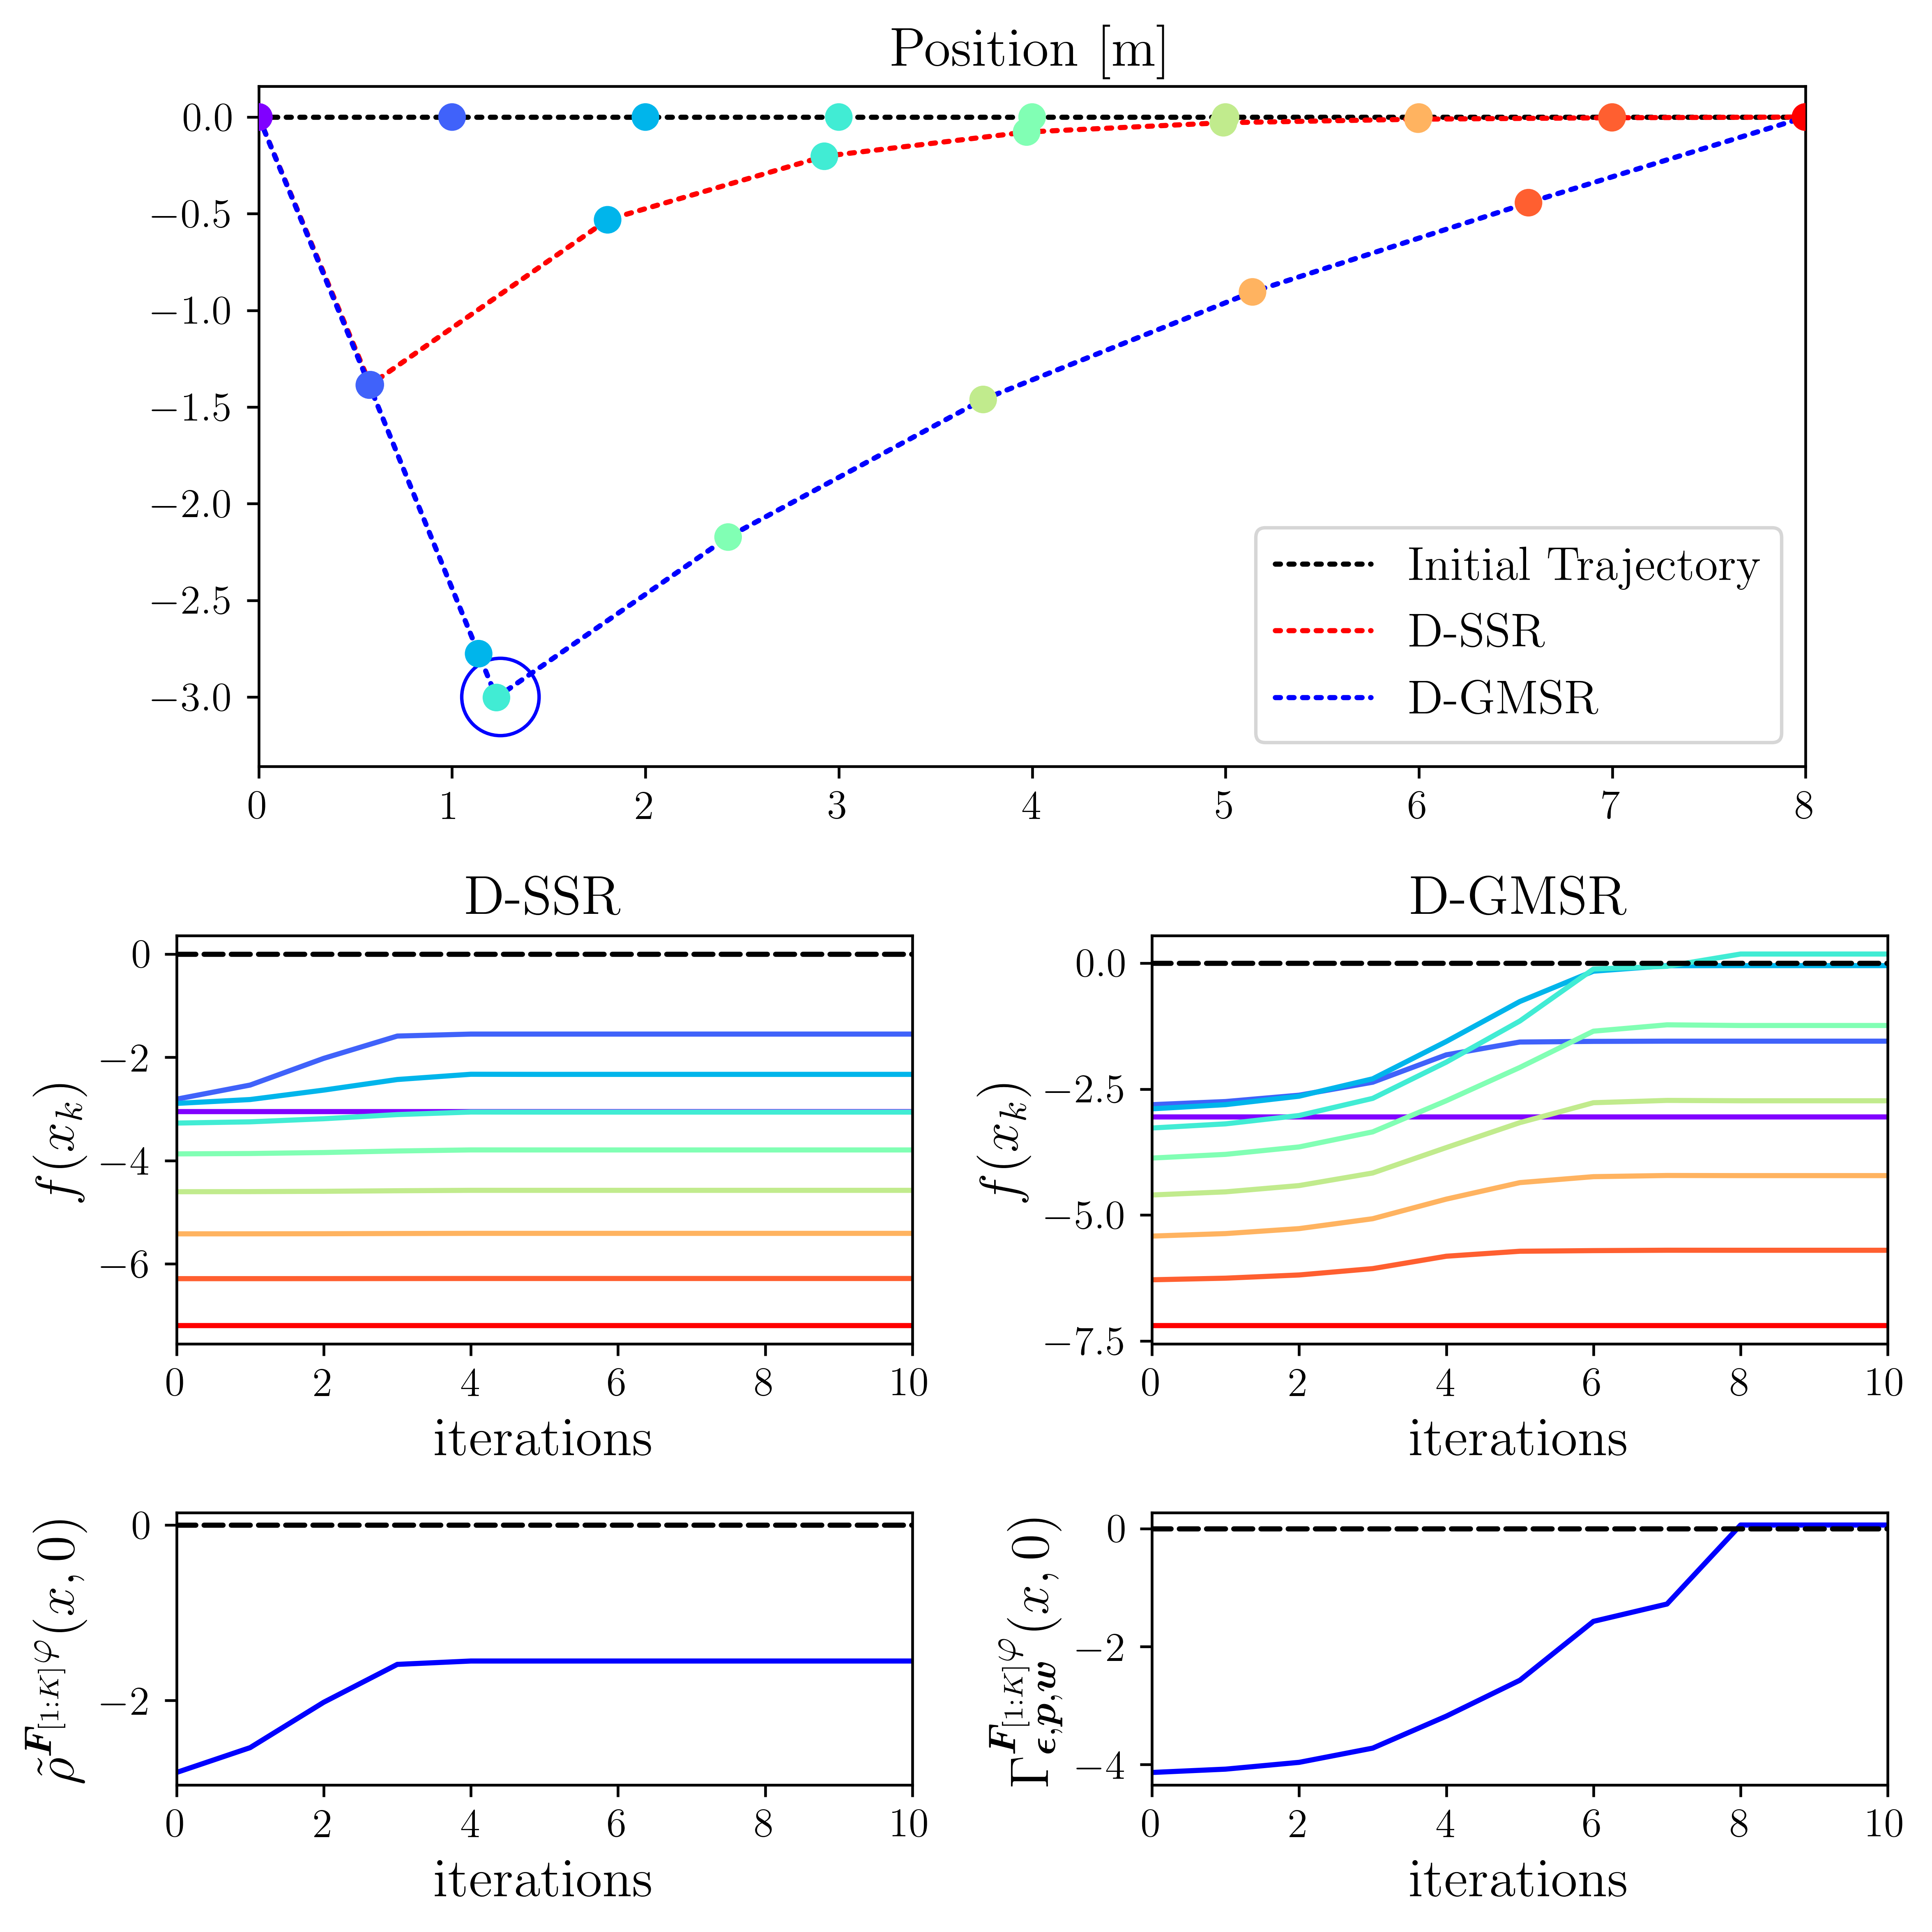 Position [m]
0.0
−0.5
−1.0
−1.5
−2.0
−2.5
−3.0
0 1 2 3 4 5 6 7 8
Initial Trajectory
D-SSR
D-GMSR
D-SSR
f(x_k)
0
−2
−4
−6
0 2 4 6 8 10
iterations
D-GMSR
f(x_k)
0.0
−2.5
−5.0
−7.5
0 2 4 6 8 10
iterations
ρ̃^{F_{[1:K]}φ}(x, 0)
0
−2
0 2 4 6 8 10
iterations
Γ^{F_{[1:K]}φ}_{ϵ,p,w}(x, 0)
0
−2
−4
0 2 4 6 8 10
iterations